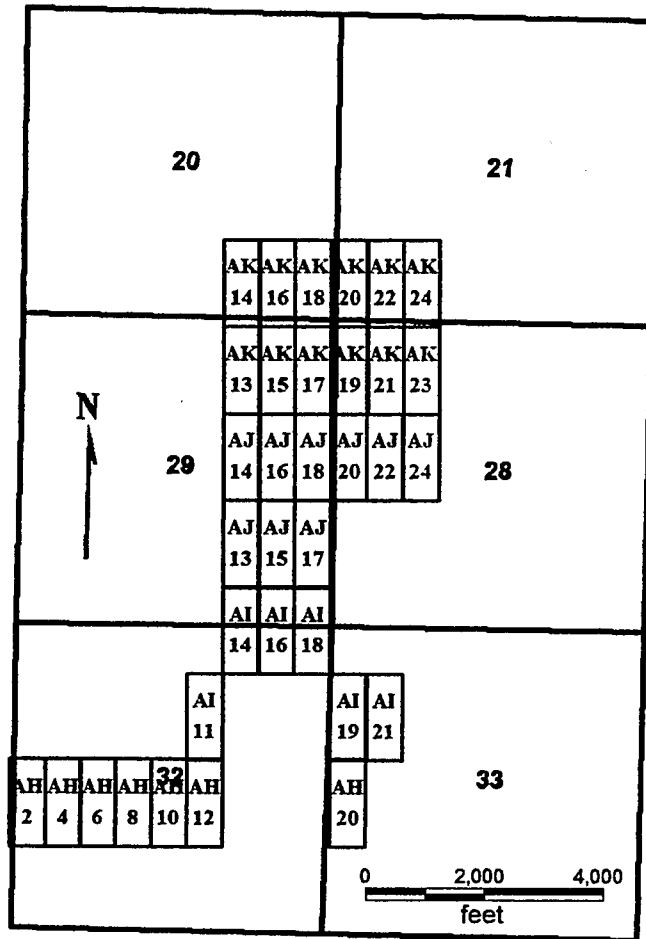 20
21
AK AK AK AK AK AK
14 16 18 20 22 24
AK AK AK AK AK AK
13 15 17 19 21 23
N
AJ AJ AJ AJ AJ AJ
14 16 18 20 22 24
29
28
AJ AJ AJ
13 15 17
AI AI AI
14 16 18
AI AI AI
11 19 21
32
33
AH AH AH AH AH AH AH
2 4 6 8 10 12 20
0 2,000 4,000
feet